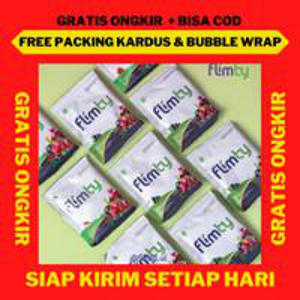 GRATIS ONGKIR + BISA COD
FREE PACKING KARDUS & BUBBLE WRAP
flimty
GRATIS ONGKIR
GRATIS ONGKIR
flimty
flimty
flimty
flimty
flimty
SIAP KIRIM SETIAP HARI